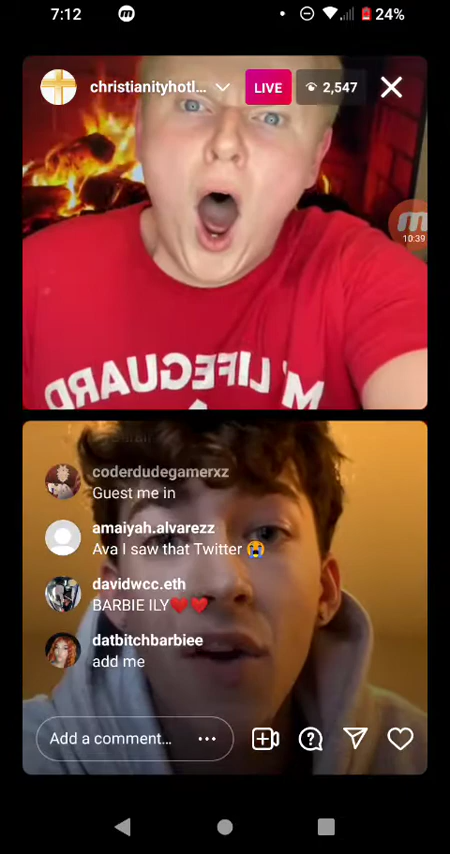 7:12
24%
christianityhotl...
LIVE
2,547
10:39
M LIFEGUARD
coderdudegamerxz
Guest me in
amaiyah.alvarezz
Ava I saw that Twitter 😭
davidwcc.eth
BARBIE ILY❤️❤️
datbitchbarbiee
add me
Add a comment...